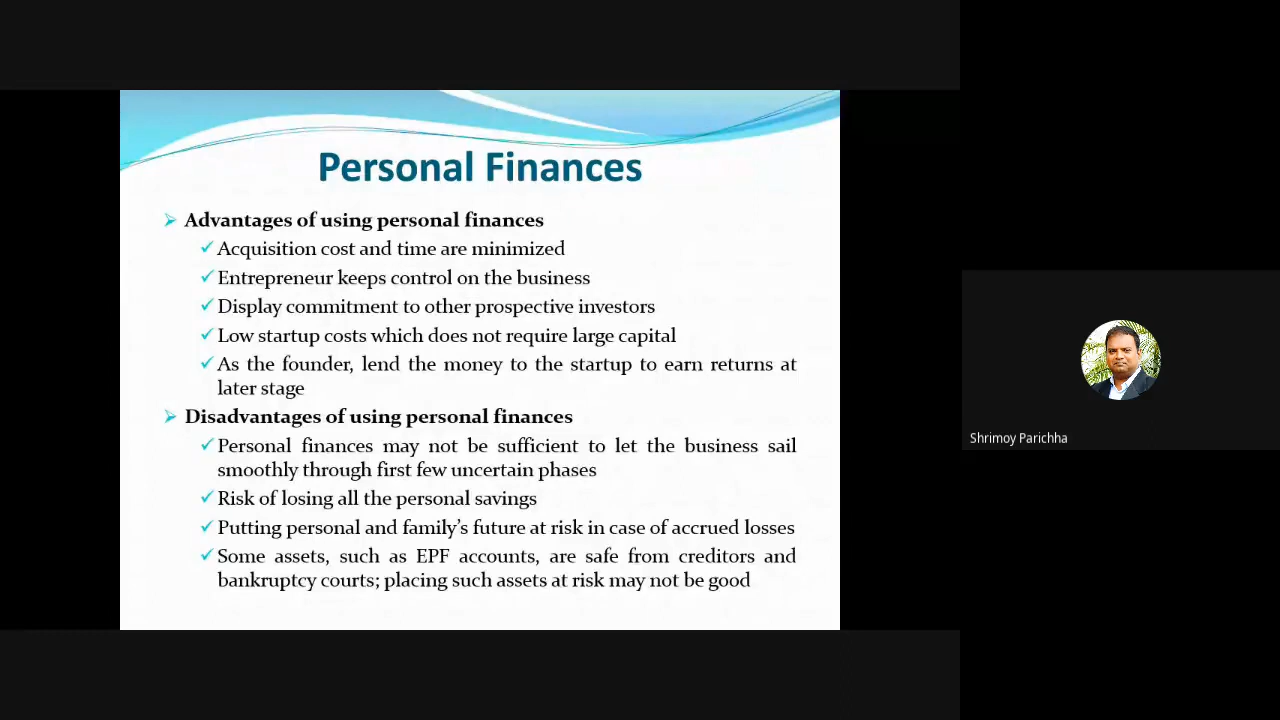 Personal Finances
Advantages of using personal finances
Acquisition cost and time are minimized
Entrepreneur keeps control on the business
Display commitment to other prospective investors
Low startup costs which does not require large capital
As the founder, lend the money to the startup to earn returns at
later stage
Disadvantages of using personal finances
Personal finances may not be sufficient to let the business sail
smoothly through first few uncertain phases
Risk of losing all the personal savings
Putting personal and family's future at risk in case of accrued losses
Some assets, such as EPF accounts, are safe from creditors and
bankruptcy courts; placing such assets at risk may not be good
Shrimoy Parichha